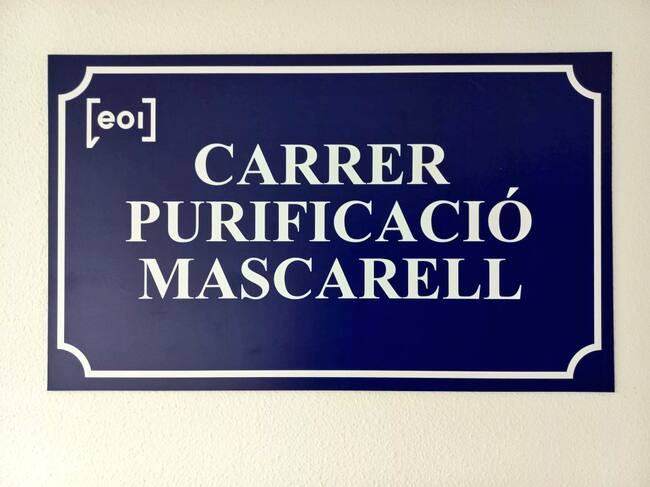 [eoi]
CARRER
PURIFICACIÓ
MASCARELL